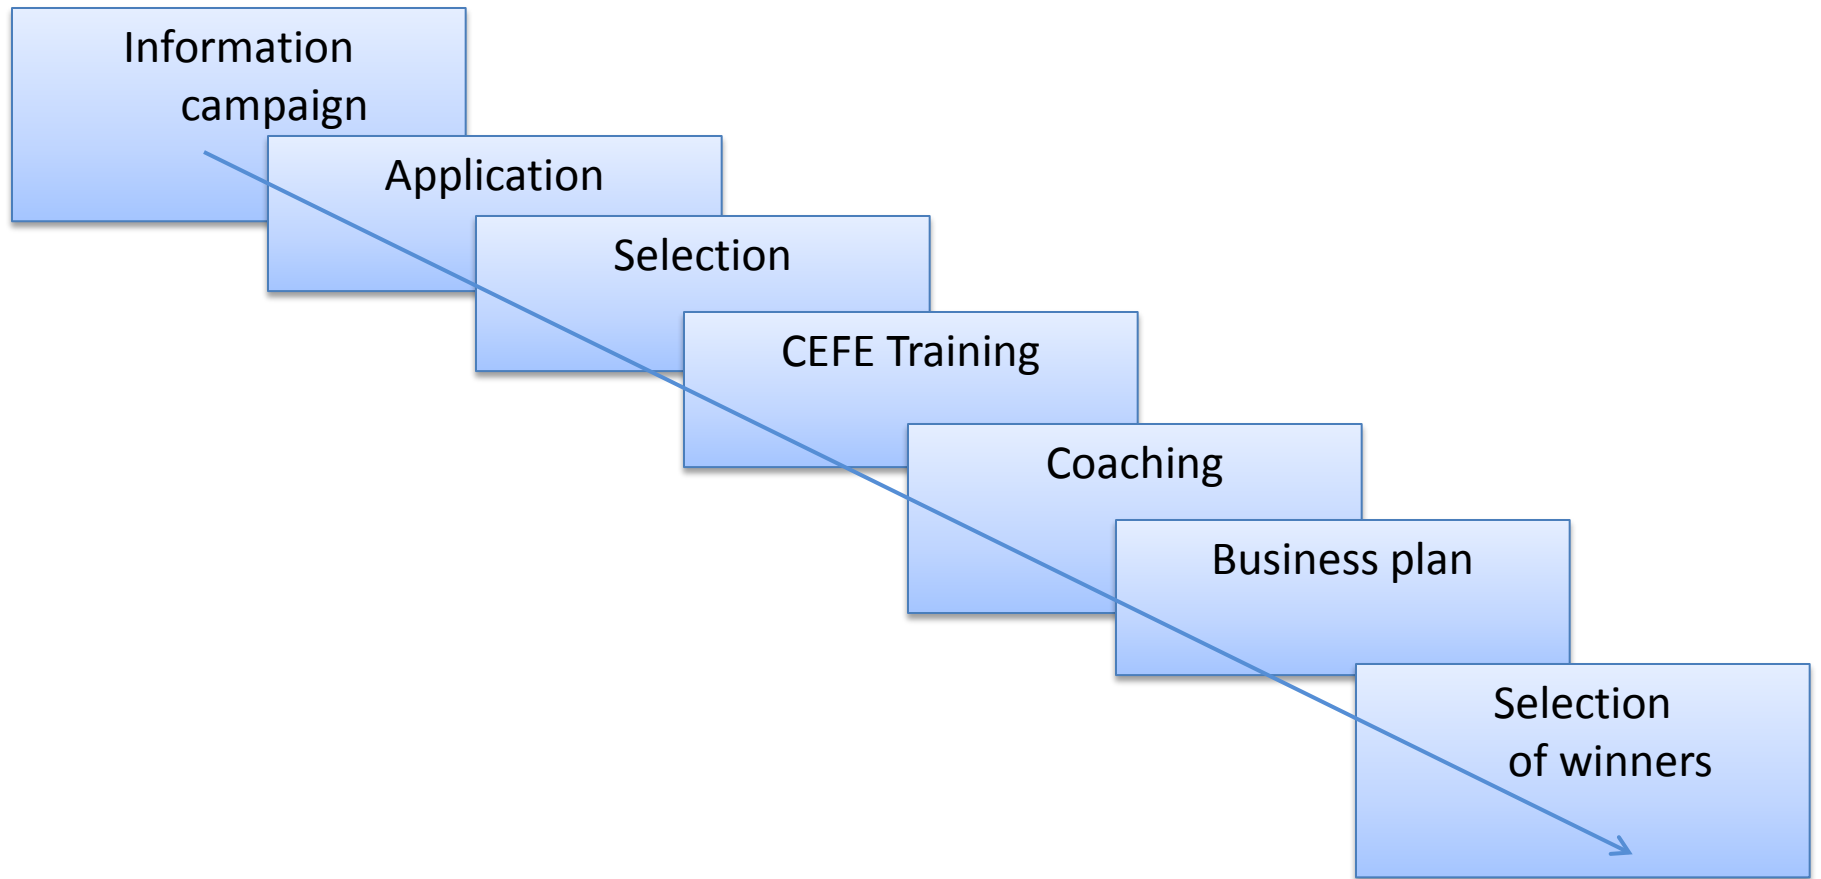 Information
campaign
Application
Selection
CEFE Training
Coaching
Business plan
Selection
of winners